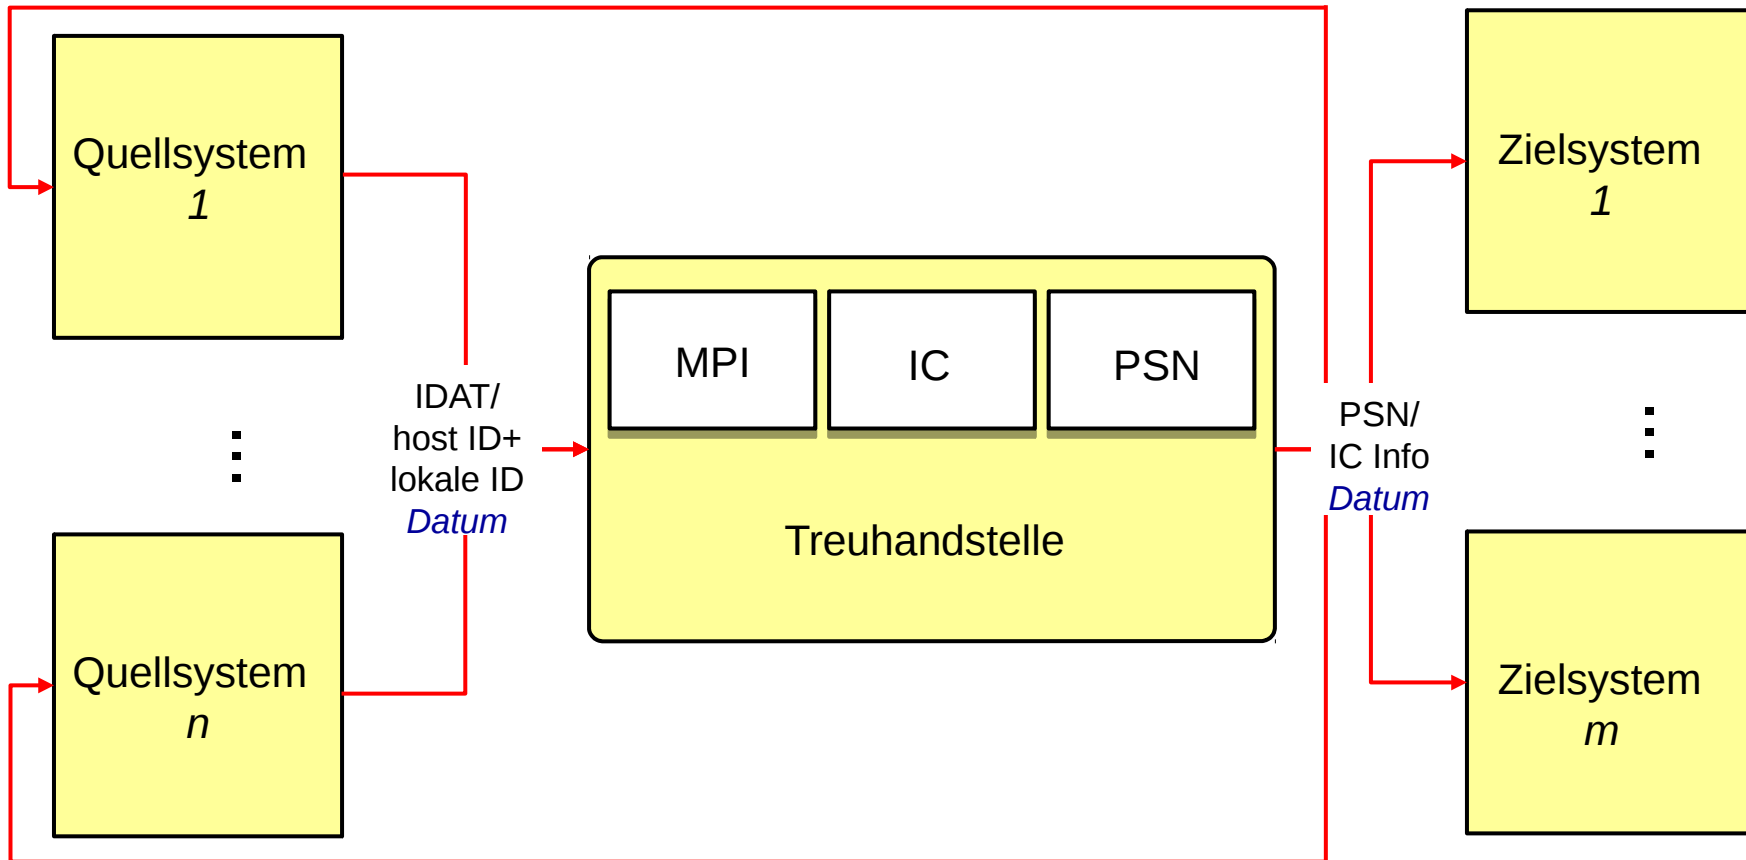 Quellsystem
1
Quellsystem
n
IDAT/
host ID+
lokale ID
Datum
MPI
IC
PSN
Treuhandstelle
PSN/
IC Info
Datum
Zielsystem
1
Zielsystem
m